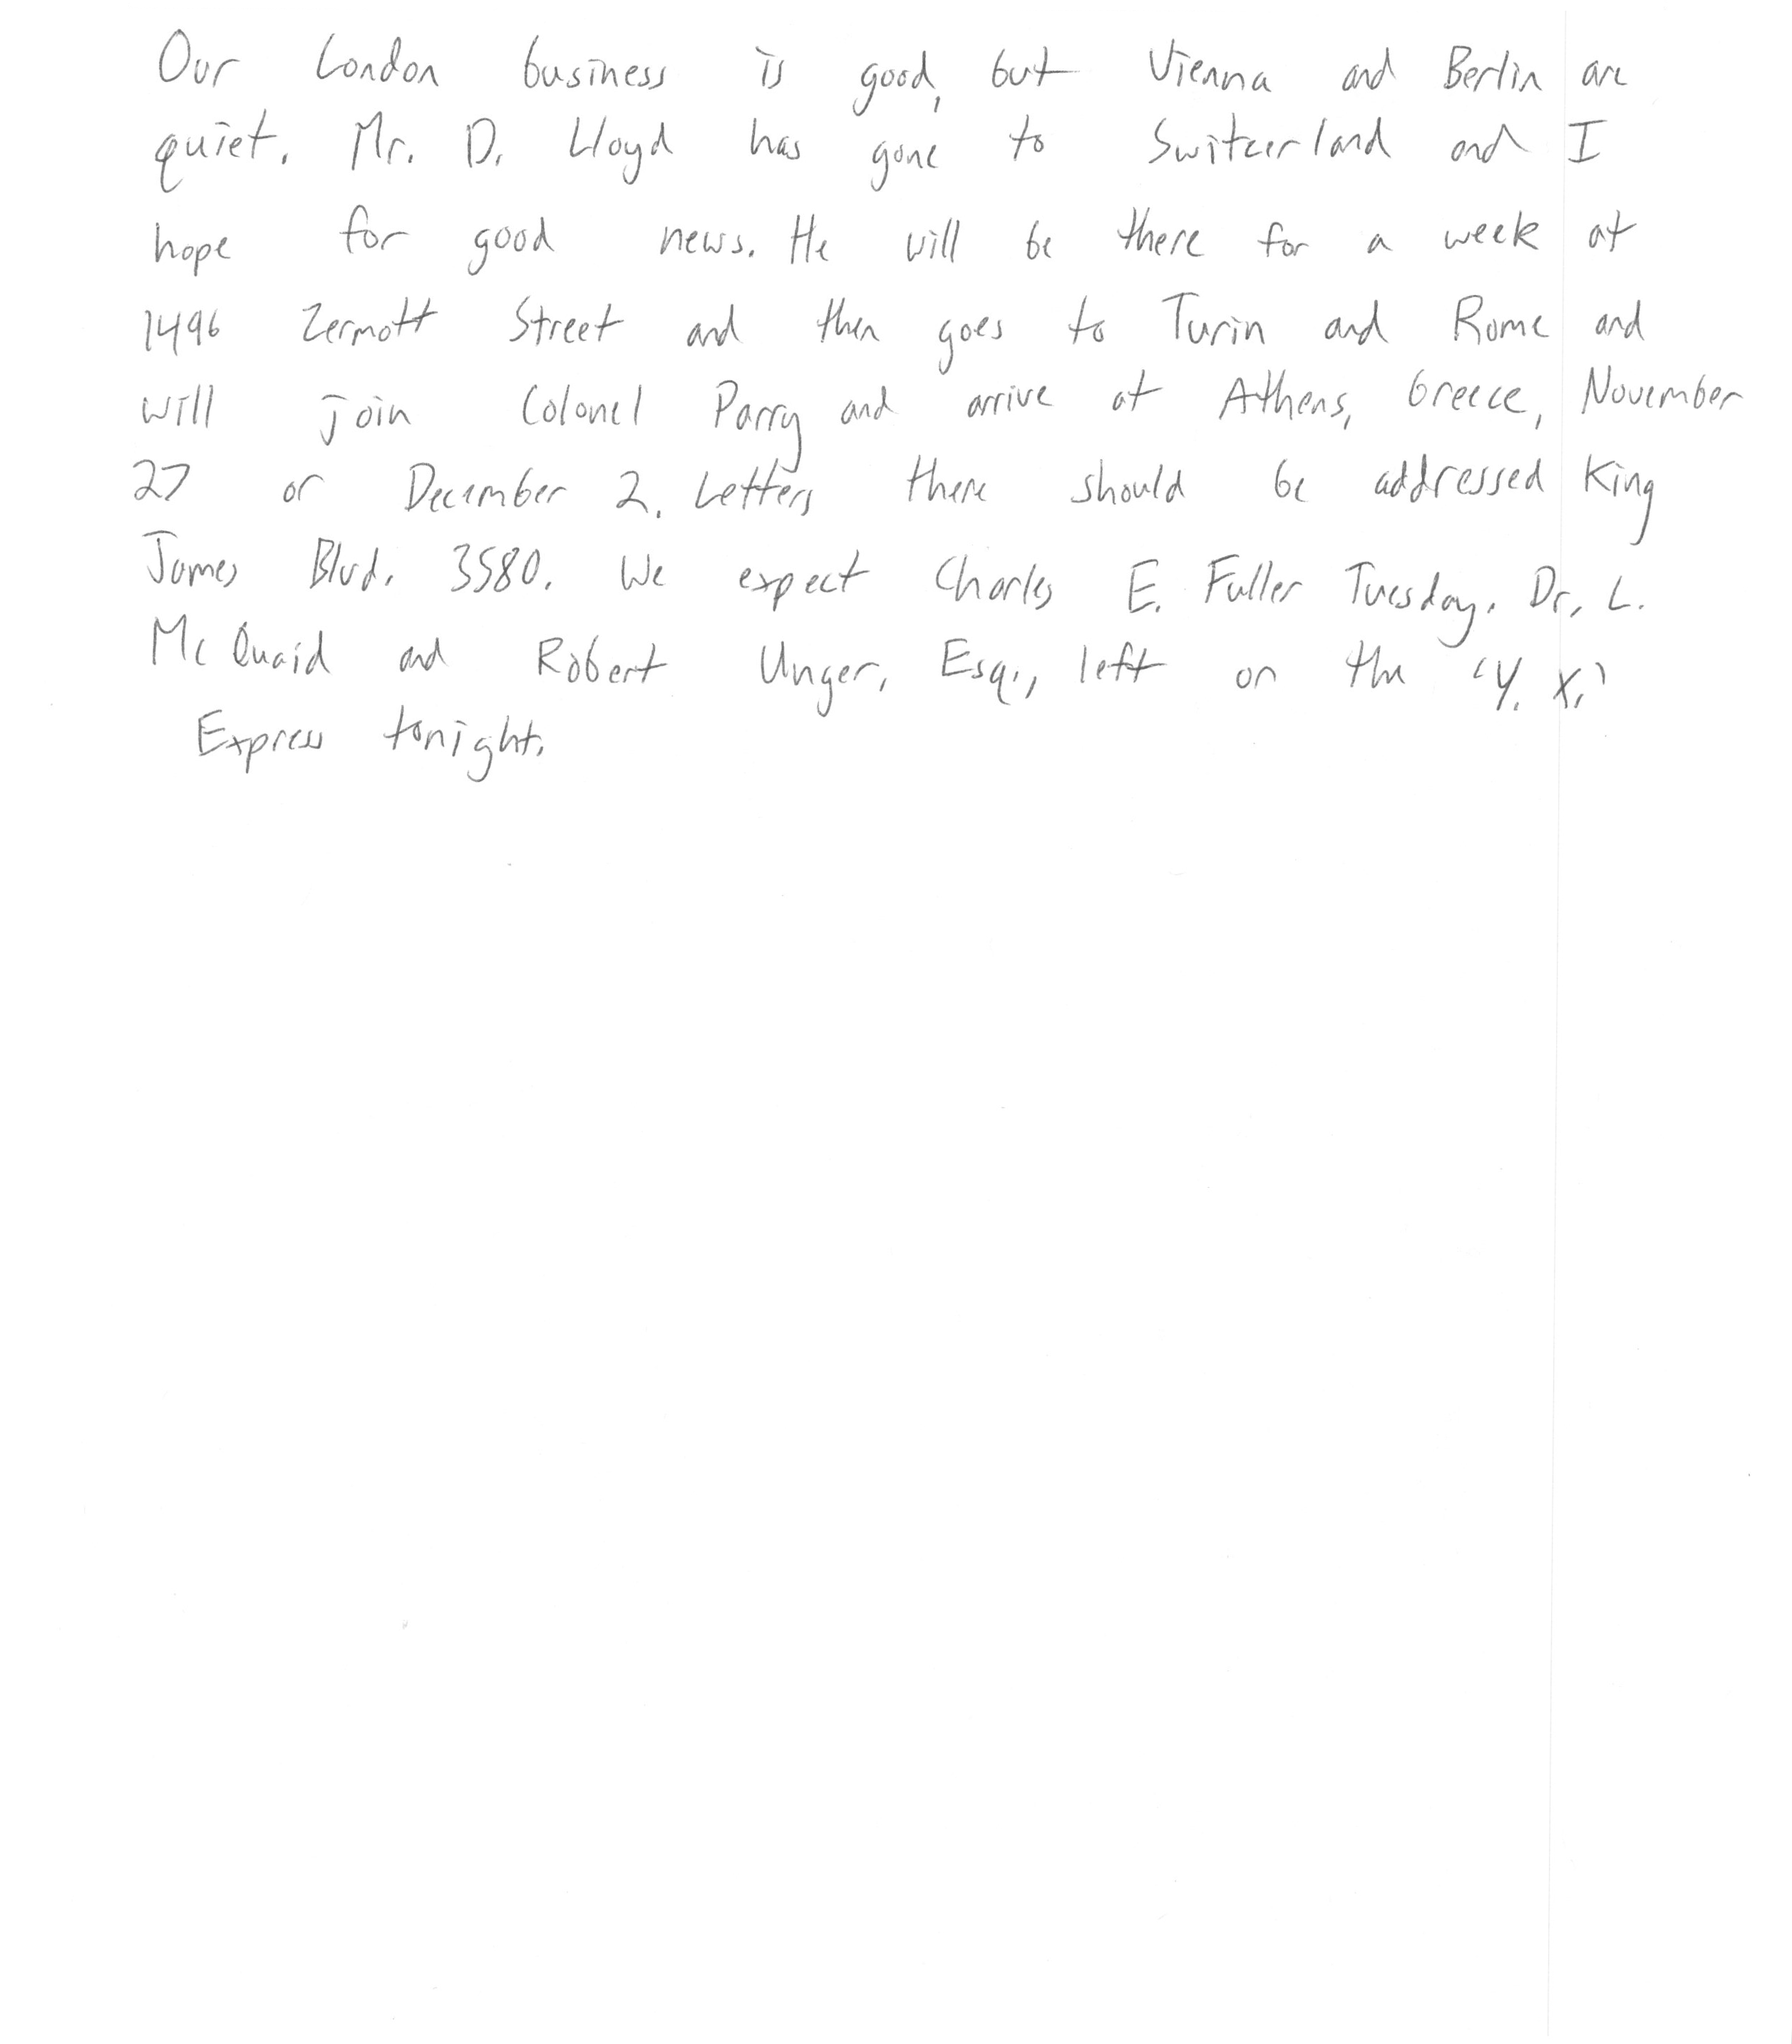 Our London business is good, but Vienna and Berlin are
quiet. Mr. D. Lloyd has gone to Switzerland and I
hope for good news. He will be there for a week at
1496 Zermott Street and then goes to Turin and Rome and
will join Colonel Parry and arrive at Athens, Greece, November
27 or December 2. Letters there should be addressed King
James Blvd. 3580. We expect Charles E. Fuller Tuesday. Dr. L.
McQuaid and Robert Unger, Esq., left on the 'Y. X.'
Express tonight.